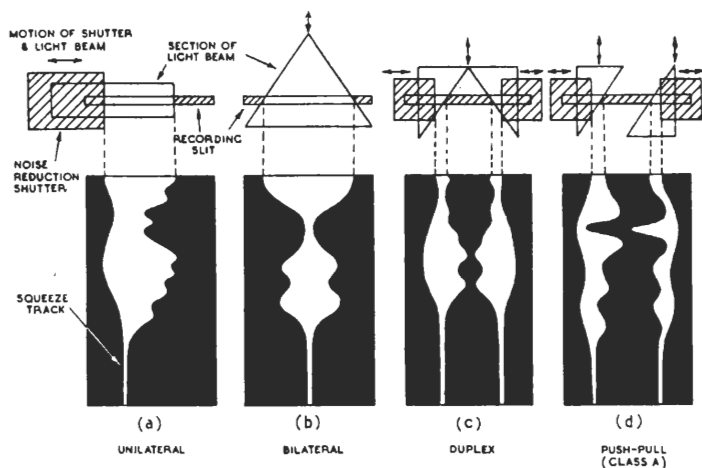 MOTION OF SHUTTER
& LIGHT BEAM
SECTION OF
LIGHT BEAM
RECORDING
SLIT
NOISE
REDUCTION
SHUTTER
SQUEEZE
TRACK
(a)
UNILATERAL
(b)
BILATERAL
(c)
DUPLEX
(d)
PUSH-PULL
(CLASS A)